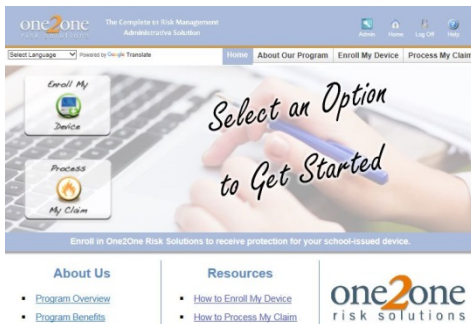 one2one
The Complete to Risk Management
Administrative Solution
Admin Home Log Off Help
Select Language Powered by Google Translate
Home About Our Program Enroll My Device Process My Claim
Enroll My
Device
Select an Option
to Get Started
Process
My Claim
Enroll in One2One Risk Solutions to receive protection for your school-issued device.
About Us
Program Overview
Program Benefits
Resources
How to Enroll My Device
How to Process My Claim
one2one
risk solutions